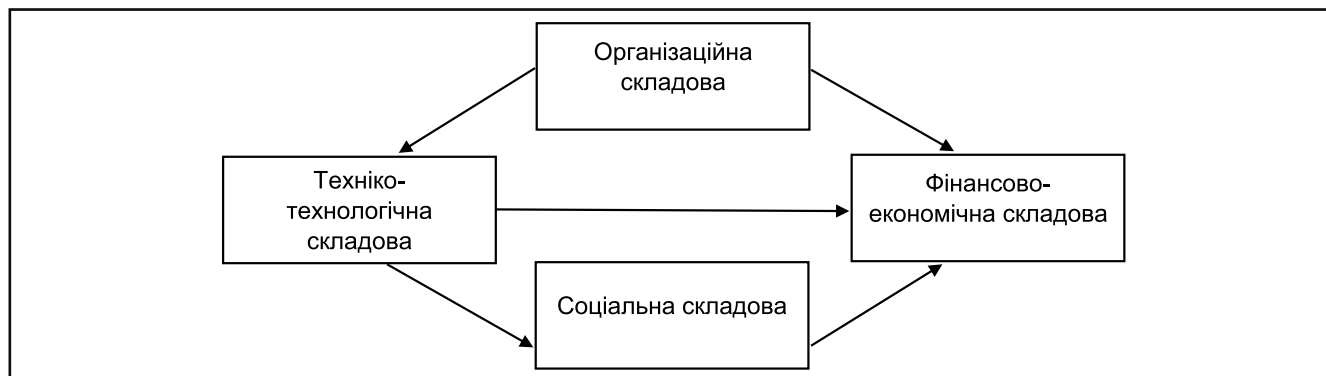 Організаційна
складова
Техніко-
технологічна
складова
Фінансово-
економічна складова
Соціальна складова